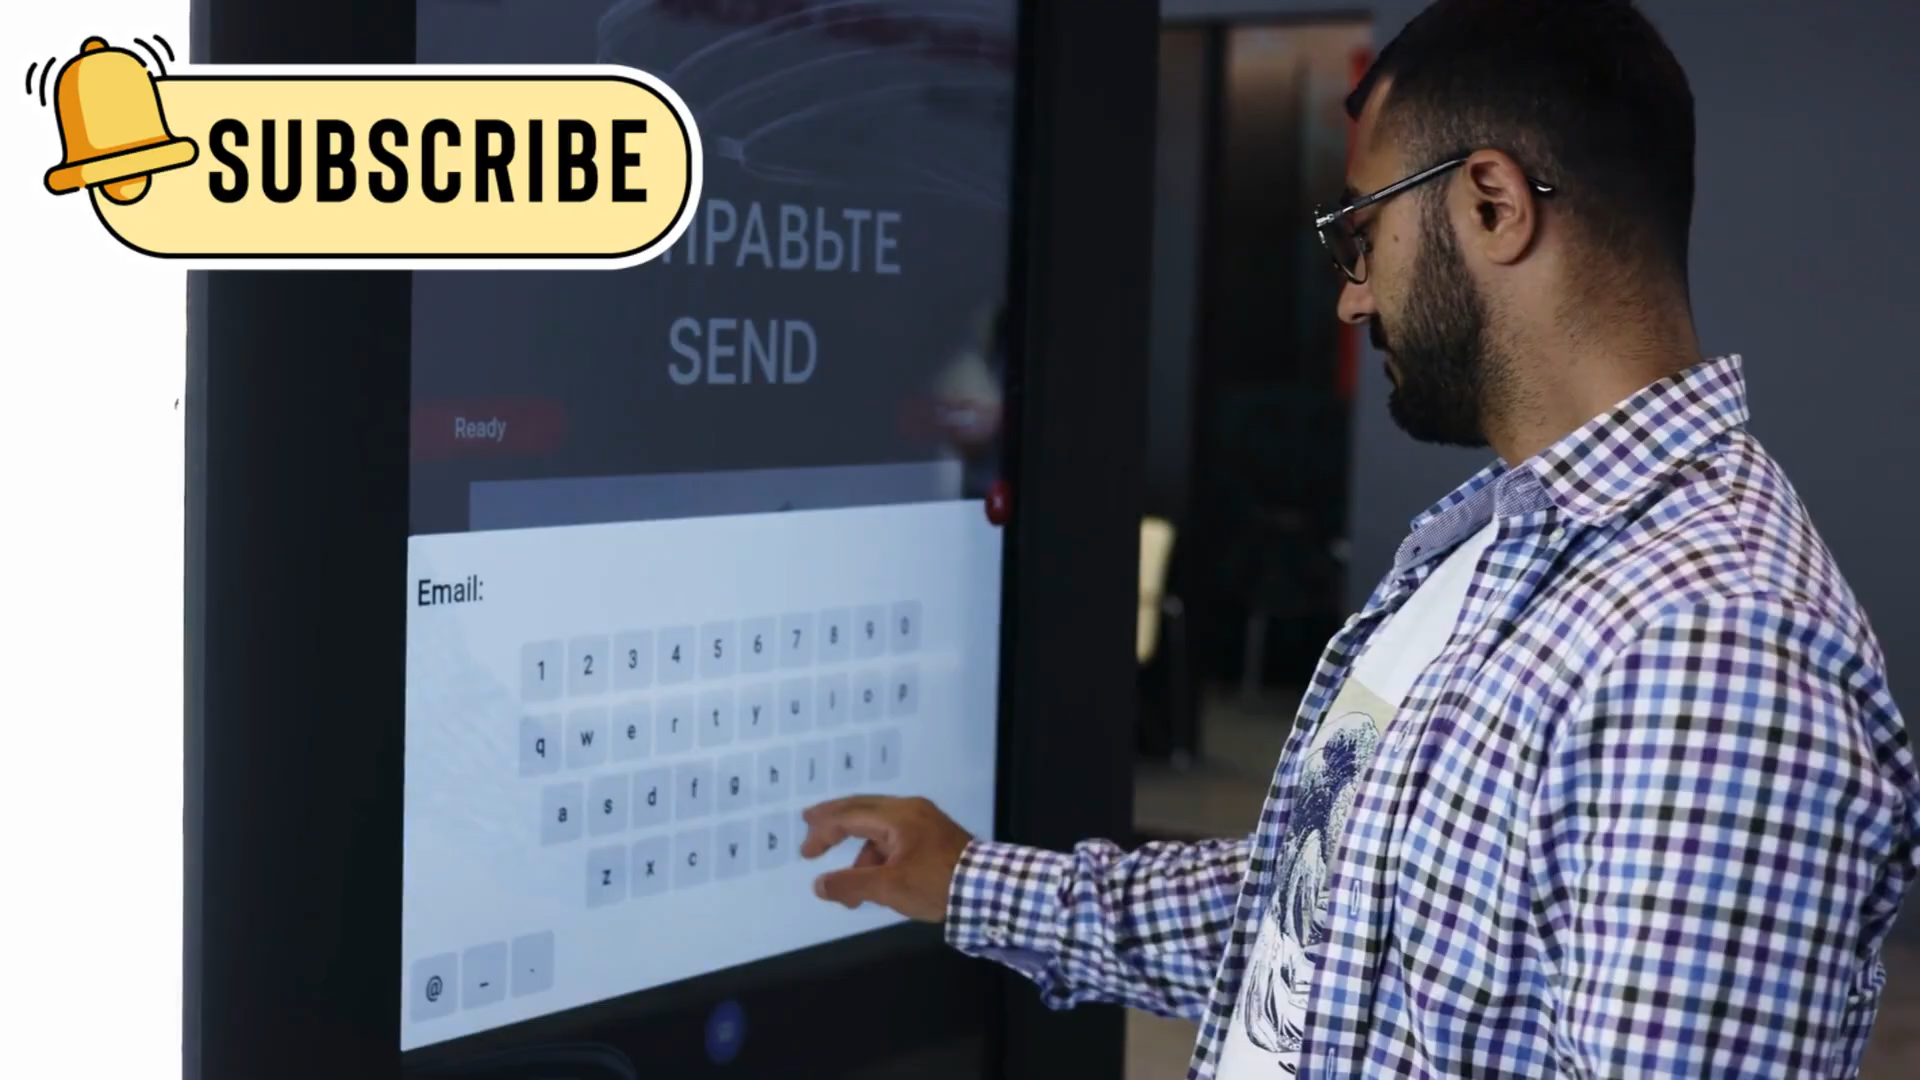 SUBSCRIBE
ПРАВЬТЕ
SEND
Ready
Email:
1 2 3 4 5 6 7 8 9 0
q w e r t y u i o p
a s d f g h j k l
z x c v b
@ _ .